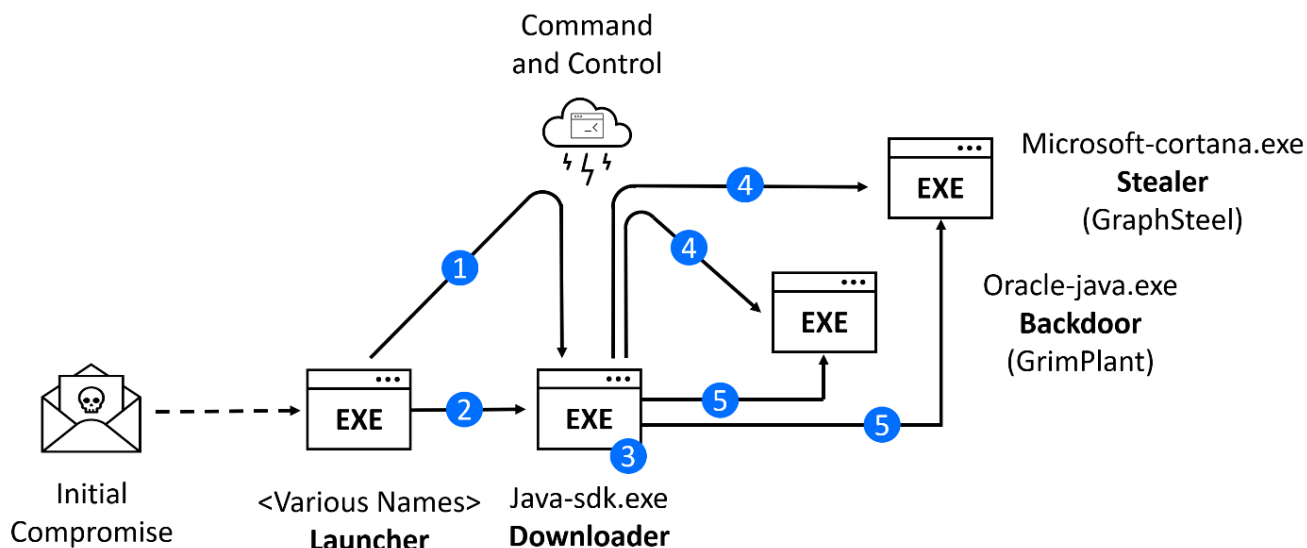 Command
and Control
Microsoft-cortana.exe
Stealer
(GraphSteel)
EXE
4
4
1
Oracle-java.exe
Backdoor
(GrimPlant)
EXE
EXE
2
EXE
5
5
3
Initial
Compromise
<Various Names>
Launcher
Java-sdk.exe
Downloader